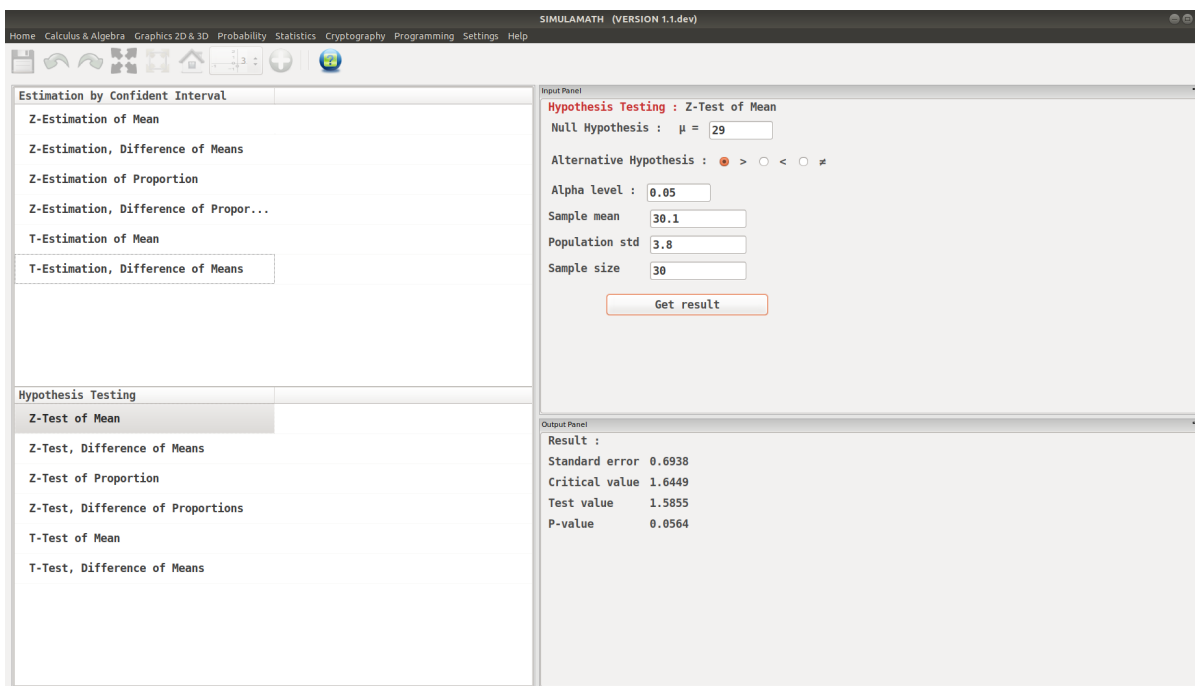 SIMULAMATH (VERSION 1.1.dev)
Home Calculus & Algebra Graphics 2D & 3D Probability Statistics Cryptography Programming Settings Help
3
Estimation by Confident Interval
Z-Estimation of Mean
Z-Estimation, Difference of Means
Z-Estimation of Proportion
Z-Estimation, Difference of Propor...
T-Estimation of Mean
T-Estimation, Difference of Means
Hypothesis Testing
Z-Test of Mean
Z-Test, Difference of Means
Z-Test of Proportion
Z-Test, Difference of Proportions
T-Test of Mean
T-Test, Difference of Means
Input Panel
Hypothesis Testing : Z-Test of Mean
Null Hypothesis : μ = 29
Alternative Hypothesis : > < ≠
Alpha level : 0.05
Sample mean 30.1
Population std 3.8
Sample size 30
Get result
Output Panel
Result :
Standard error 0.6938
Critical value 1.6449
Test value 1.5855
P-value 0.0564